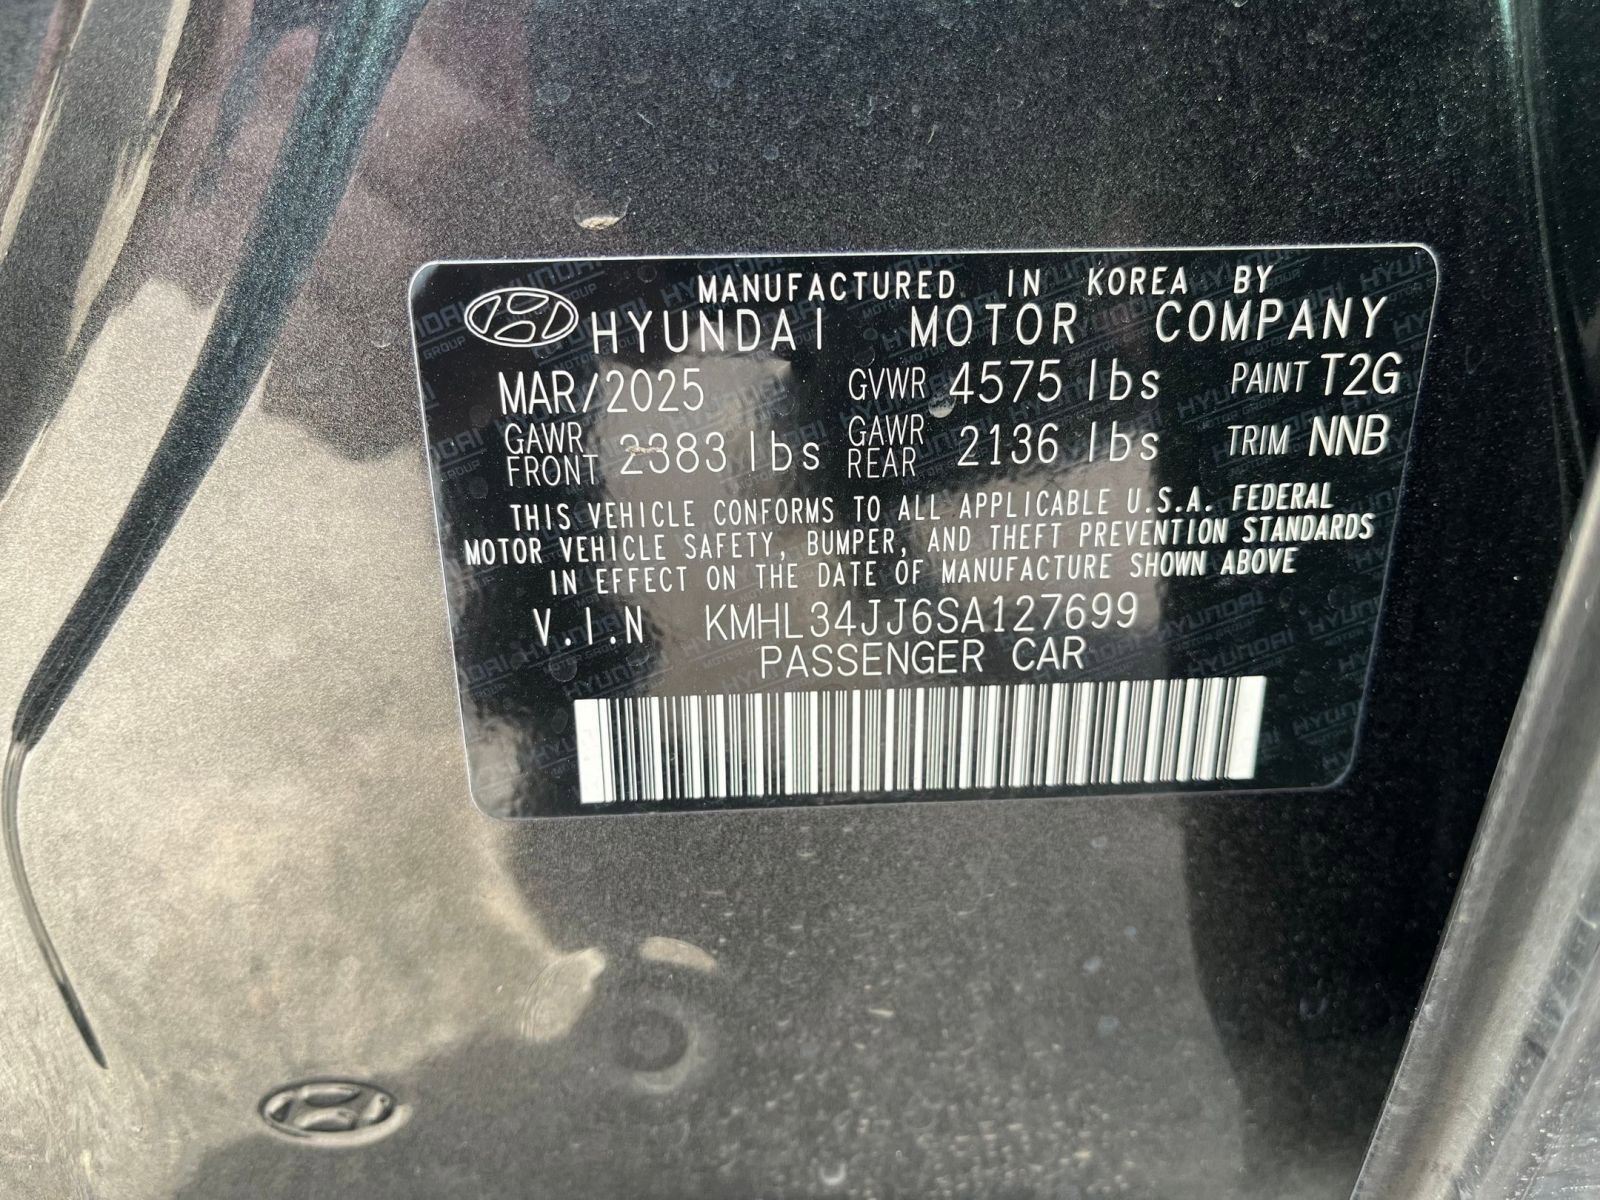 MANUFACTURED IN KOREA BY
HYUNDAI MOTOR COMPANY
MAR/2025 GVWR 4575 lbs PAINT T2G
GAWR FRONT 2383 lbs GAWR REAR 2136 lbs TRIM NNB
THIS VEHICLE CONFORMS TO ALL APPLICABLE U.S.A. FEDERAL
MOTOR VEHICLE SAFETY, BUMPER, AND THEFT PREVENTION STANDARDS
IN EFFECT ON THE DATE OF MANUFACTURE SHOWN ABOVE
V.I.N KMHL34JJ6SA127699
PASSENGER CAR